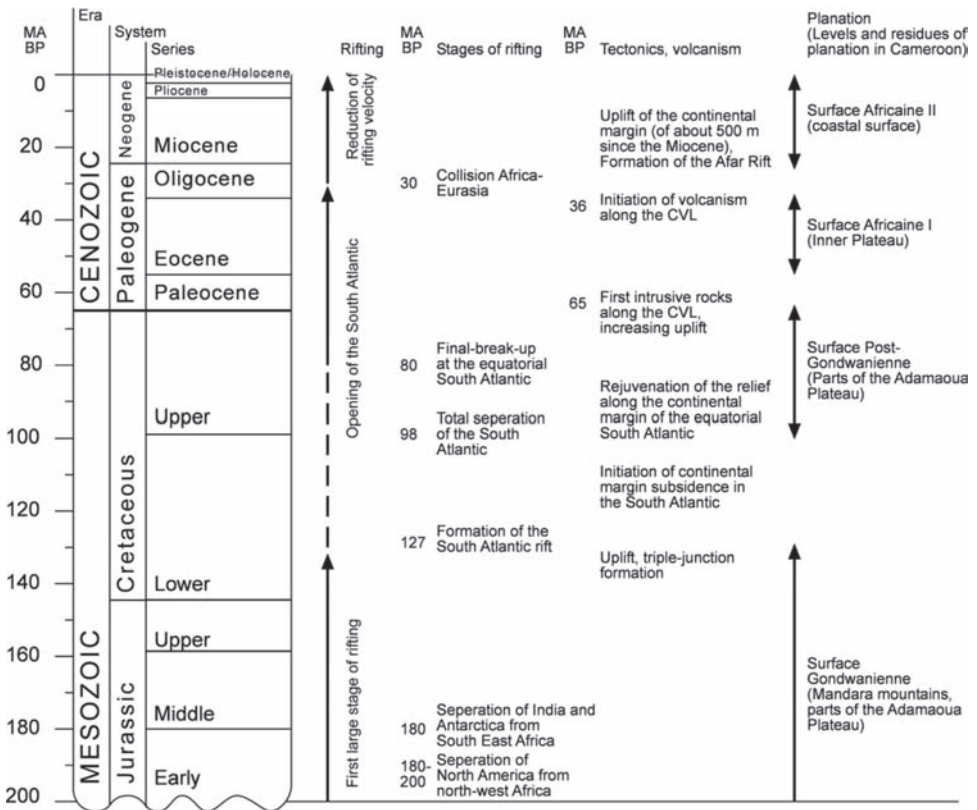 Era
System
Series
MA
BP
Rifting
MA
BP
Stages of rifting
MA
BP
Tectonics, volcanism
Planation
(Levels and residues of
planation in Cameroon)
0
20
40
60
80
100
120
140
160
180
200
CENOZOIC
MESOZOIC
Neogene
Paleogene
Cretaceous
Jurassic
Pleistocene/Holocene
Pliocene
Miocene
Oligocene
Eocene
Paleocene
Upper
Lower
Upper
Middle
Early
Reduction of
rifting velocity
Opening of the South Atlantic
First large stage of rifting
30
Collision Africa-
Eurasia
80
Final-break-up
at the equatorial
South Atlantic
98
Total seperation
of the South
Atlantic
127
Formation of the
South Atlantic rift
180
Seperation of India and
Antarctica from
South East Africa
180-
200
Seperation of
North America from
north-west Africa
Uplift of the continental
margin (of about 500 m
since the Miocene),
Formation of the Afar Rift
36
Initiation of volcanism
along the CVL
65
First intrusive rocks
along the CVL,
increasing uplift
Rejuvenation of the relief
along the continental
margin of the equatorial
South Atlantic
Initiation of continental
margin subsidence in
the South Atlantic
Uplift, triple-junction
formation
Surface Africaine II
(coastal surface)
Surface Africaine I
(Inner Plateau)
Surface Post-
Gondwanienne
(Parts of the Adamaoua
Plateau)
Surface
Gondwanienne
(Mandara mountains,
parts of the Adamaoua
Plateau)